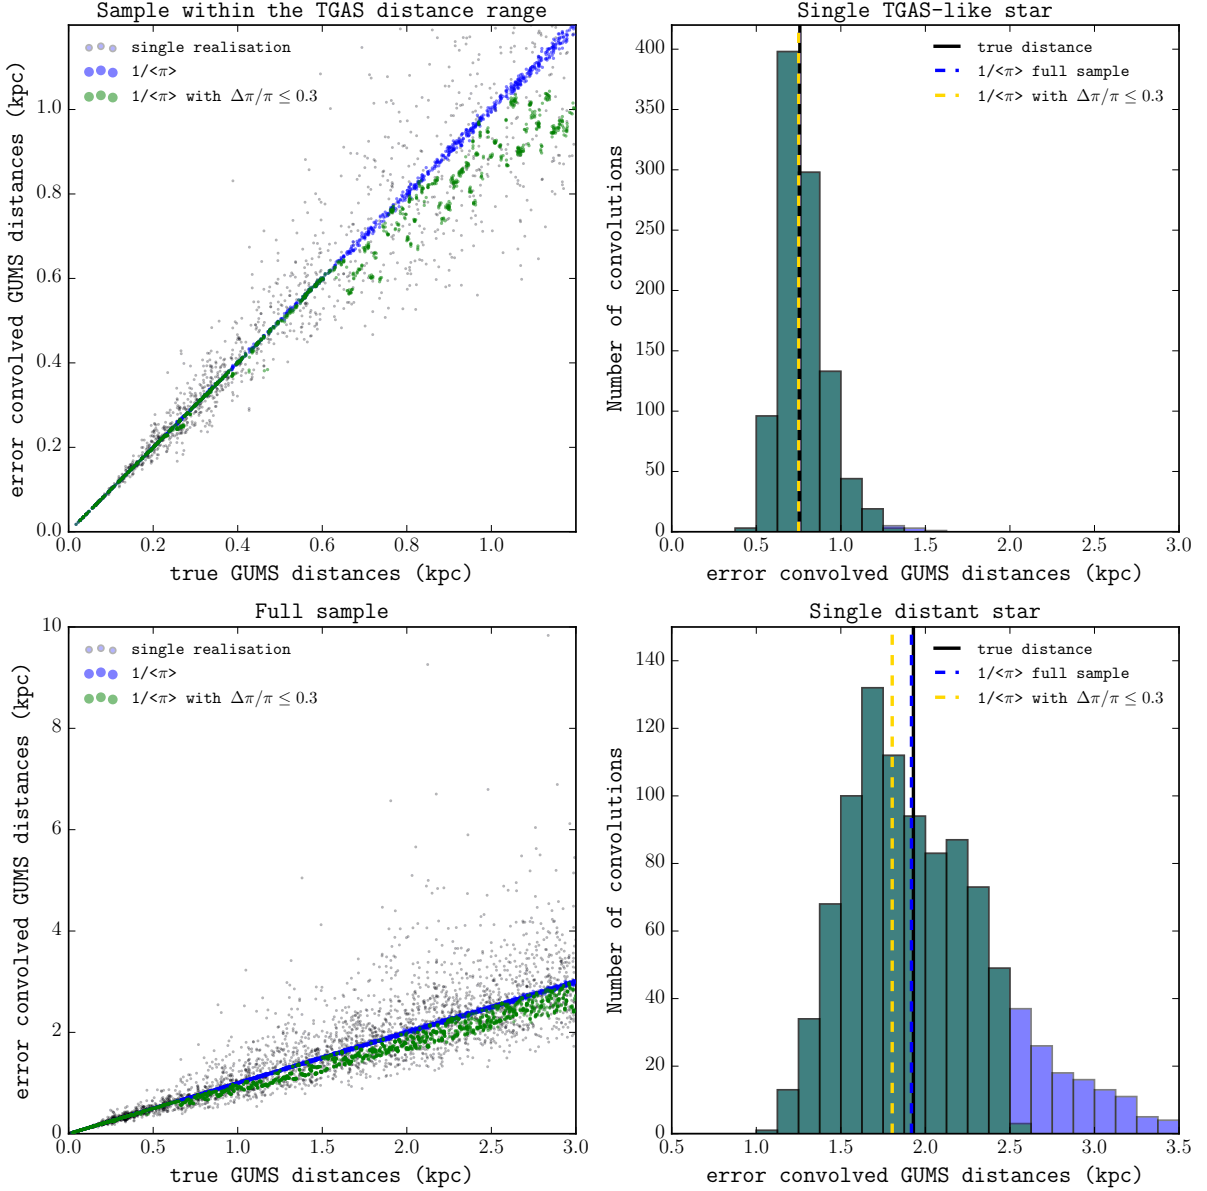 Sample within the TGAS distance range
single realisation
1/<π>
1/<π> with Δπ/π ≤ 0.3
error convolved GUMS distances (kpc)
1.0
0.8
0.6
0.4
0.2
0.0
0.0 0.2 0.4 0.6 0.8 1.0
true GUMS distances (kpc)
Single TGAS-like star
true distance
1/<π> full sample
1/<π> with Δπ/π ≤ 0.3
Number of convolutions
400
350
300
250
200
150
100
50
0
0.0 0.5 1.0 1.5 2.0 2.5 3.0
error convolved GUMS distances (kpc)
Full sample
single realisation
1/<π>
1/<π> with Δπ/π ≤ 0.3
error convolved GUMS distances (kpc)
10
8
6
4
2
0
0.0 0.5 1.0 1.5 2.0 2.5 3.0
true GUMS distances (kpc)
Single distant star
true distance
1/<π> full sample
1/<π> with Δπ/π ≤ 0.3
Number of convolutions
140
120
100
80
60
40
20
0
0.5 1.0 1.5 2.0 2.5 3.0 3.5
error convolved GUMS distances (kpc)